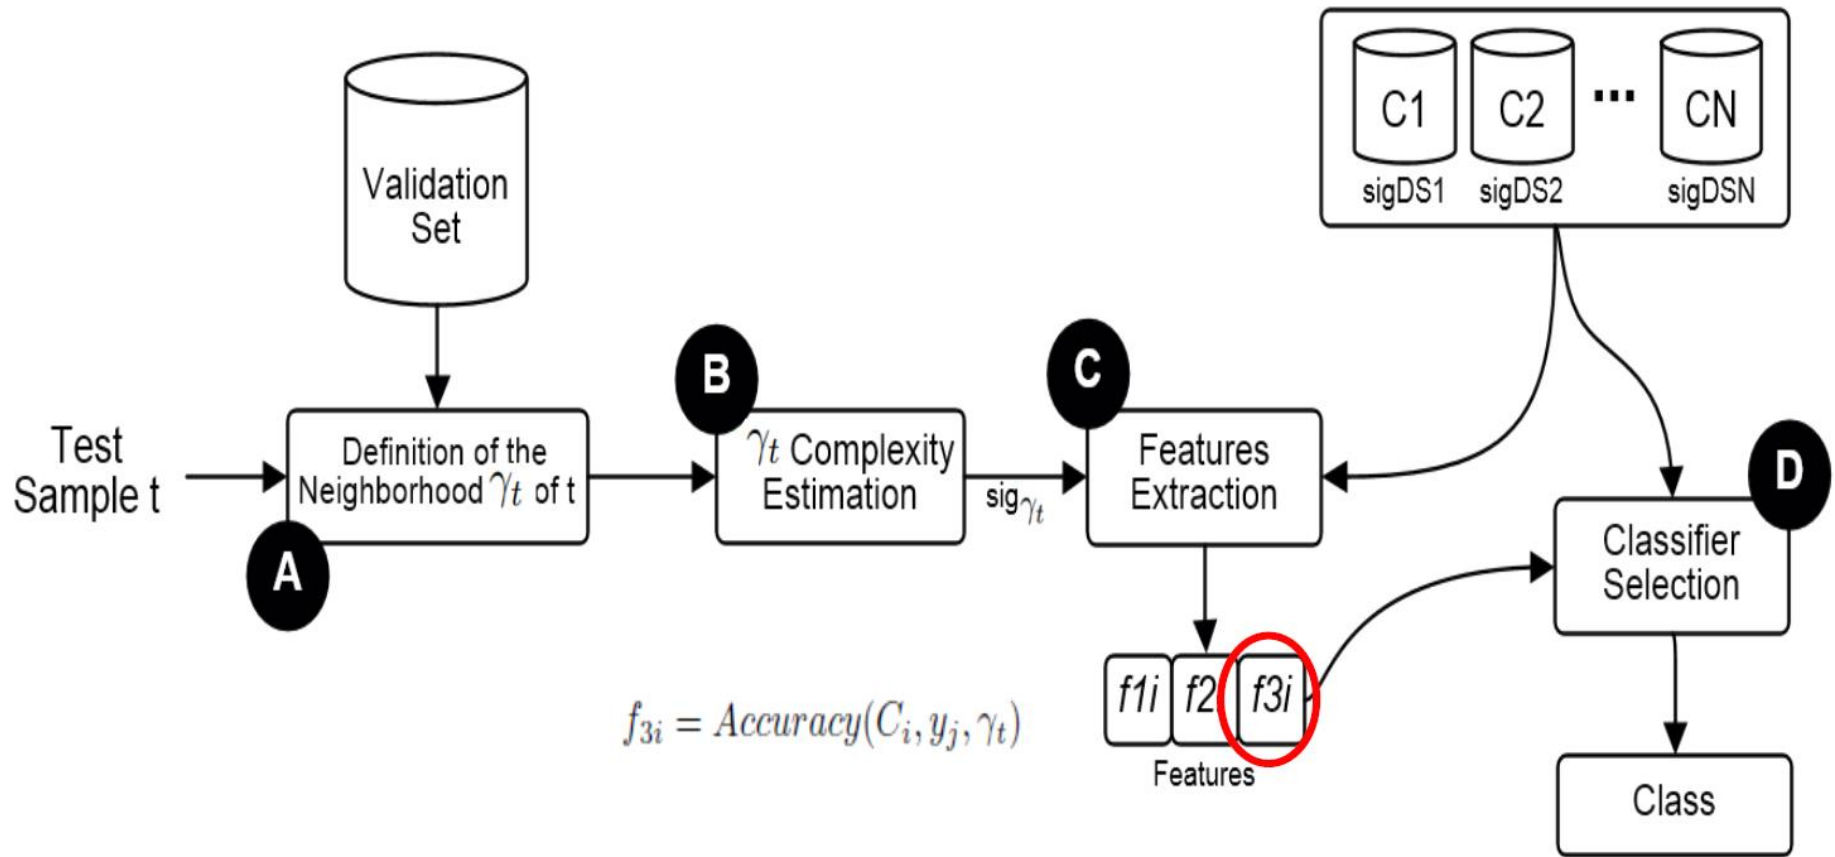 C1
C2
...
CN
sigDS1
sigDS2
sigDSN
Validation
Set
Test
Sample t
A
Definition of the
Neighborhood γt of t
B
γt Complexity
Estimation
sigγt
C
Features
Extraction
D
Classifier
Selection
f1i
f2
f3i
Features
f3i = Accuracy(Ci, yj, γt)
Class